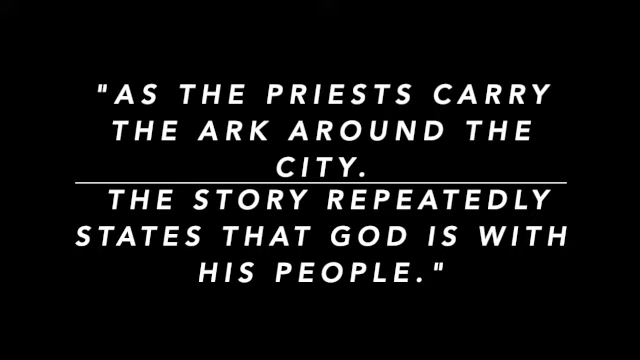 "AS THE PRIESTS CARRY
THE ARK AROUND THE
CITY.
THE STORY REPEATEDLY
STATES THAT GOD IS WITH
HIS PEOPLE."